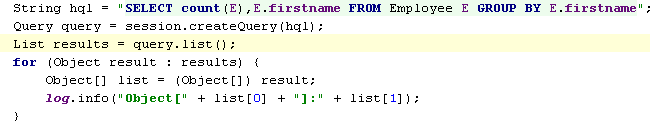 String hql = "SELECT count(E),E.firstname FROM Employee E GROUP BY E.firstname";
Query query = session.createQuery(hql);
List results = query.list();
for (Object result : results) {
    Object[] list = (Object[]) result;
    log.info("Object[" + list[0] + "]:" + list[1]);
}